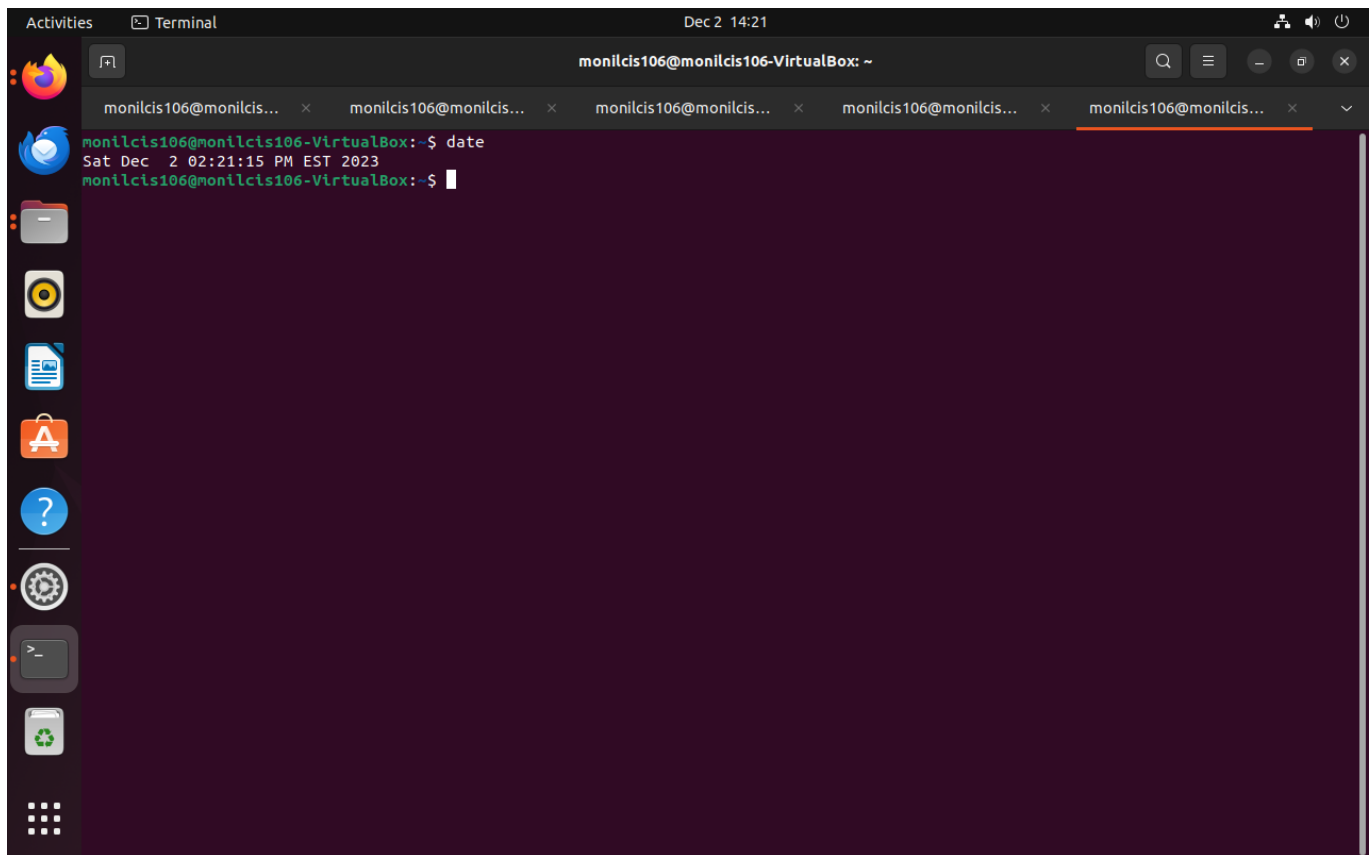 Activities Terminal Dec 2 14:21
monilcis106@monilcis106-VirtualBox: ~
monilcis106@monilcis... monilcis106@monilcis... monilcis106@monilcis... monilcis106@monilcis... monilcis106@monilcis...
monilcis106@monilcis106-VirtualBox:~$ date
Sat Dec  2 02:21:15 PM EST 2023
monilcis106@monilcis106-VirtualBox:~$